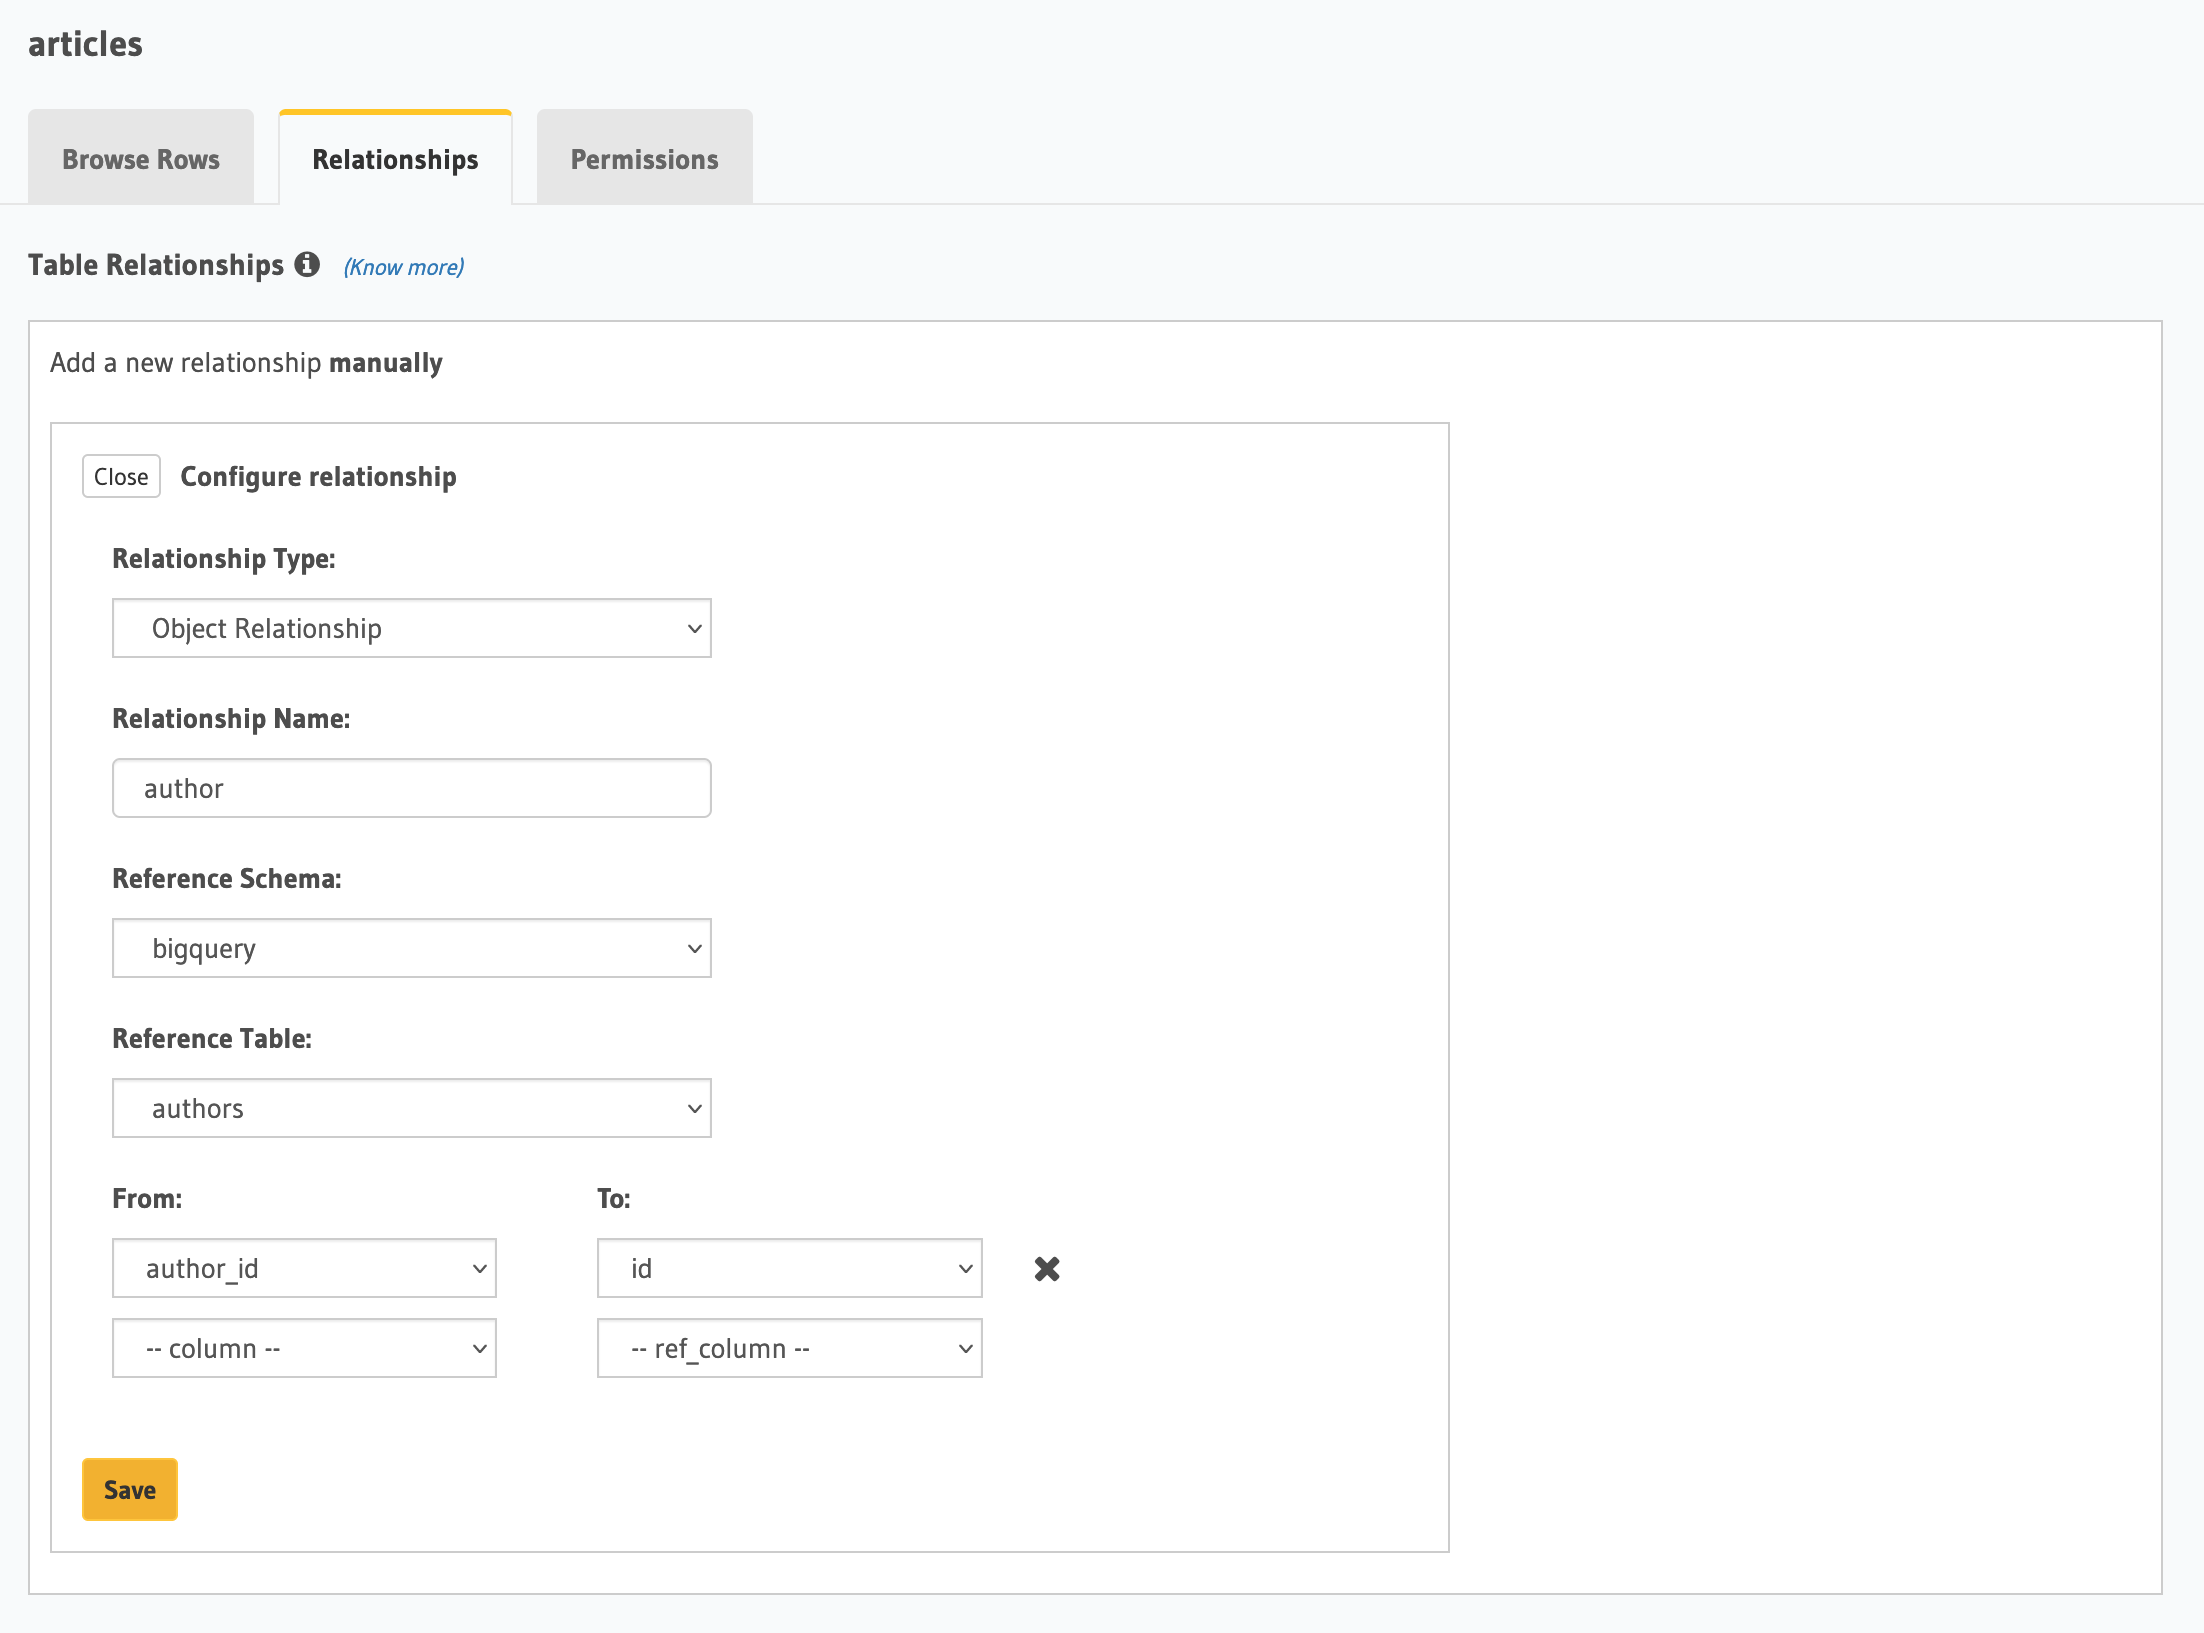 articles
Browse Rows Relationships Permissions
Table Relationships (Know more)
Add a new relationship manually
Close Configure relationship
Relationship Type:
Object Relationship
Relationship Name:
author
Reference Schema:
bigquery
Reference Table:
authors
From: To:
author_id id
-- column -- -- ref_column --
Save